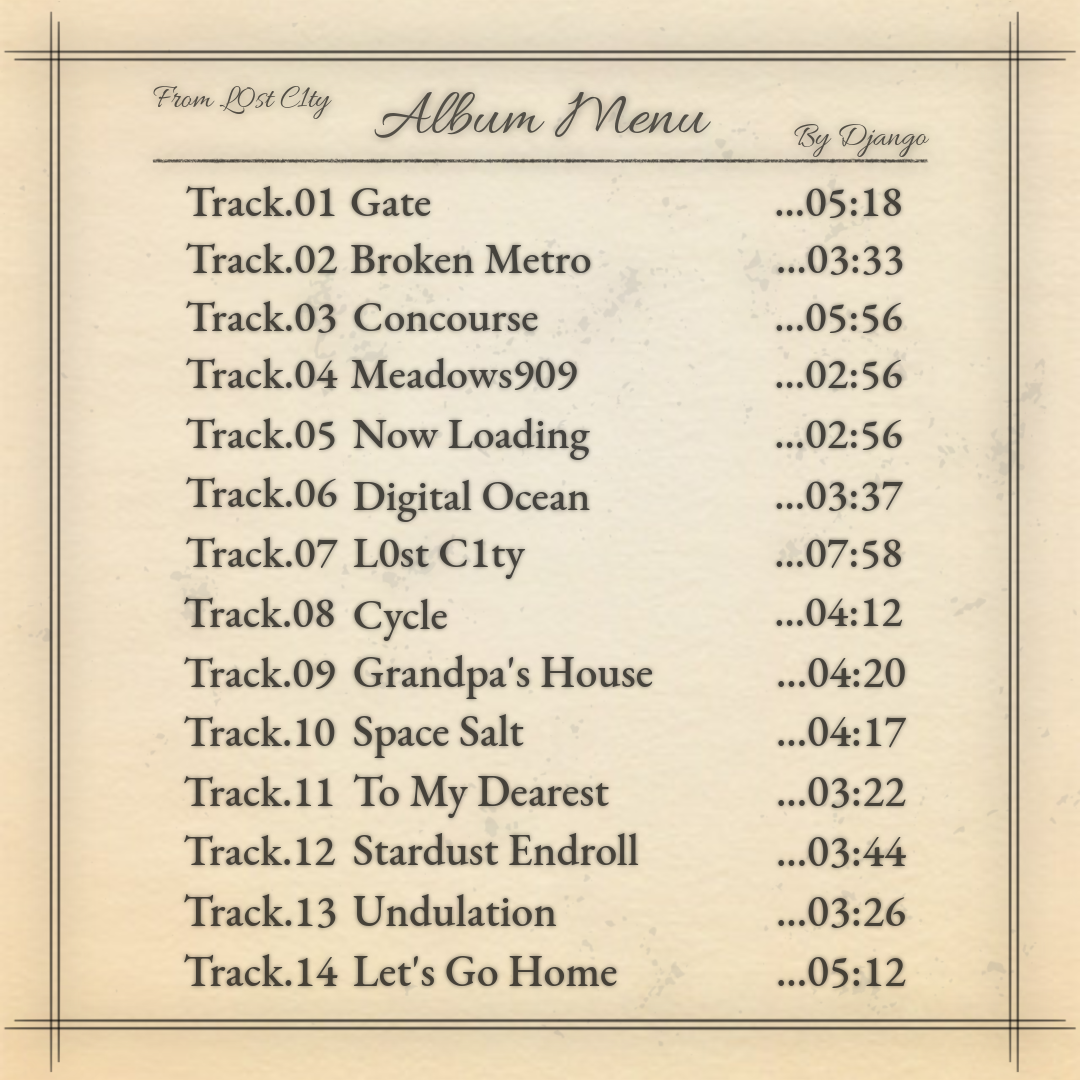 From L0st C1ty
Album Menu
By Django
Track.01 Gate ...05:18
Track.02 Broken Metro ...03:33
Track.03 Concourse ...05:56
Track.04 Meadows909 ...02:56
Track.05 Now Loading ...02:56
Track.06 Digital Ocean ...03:37
Track.07 L0st C1ty ...07:58
Track.08 Cycle ...04:12
Track.09 Grandpa's House ...04:20
Track.10 Space Salt ...04:17
Track.11 To My Dearest ...03:22
Track.12 Stardust Endroll ...03:44
Track.13 Undulation ...03:26
Track.14 Let's Go Home ...05:12